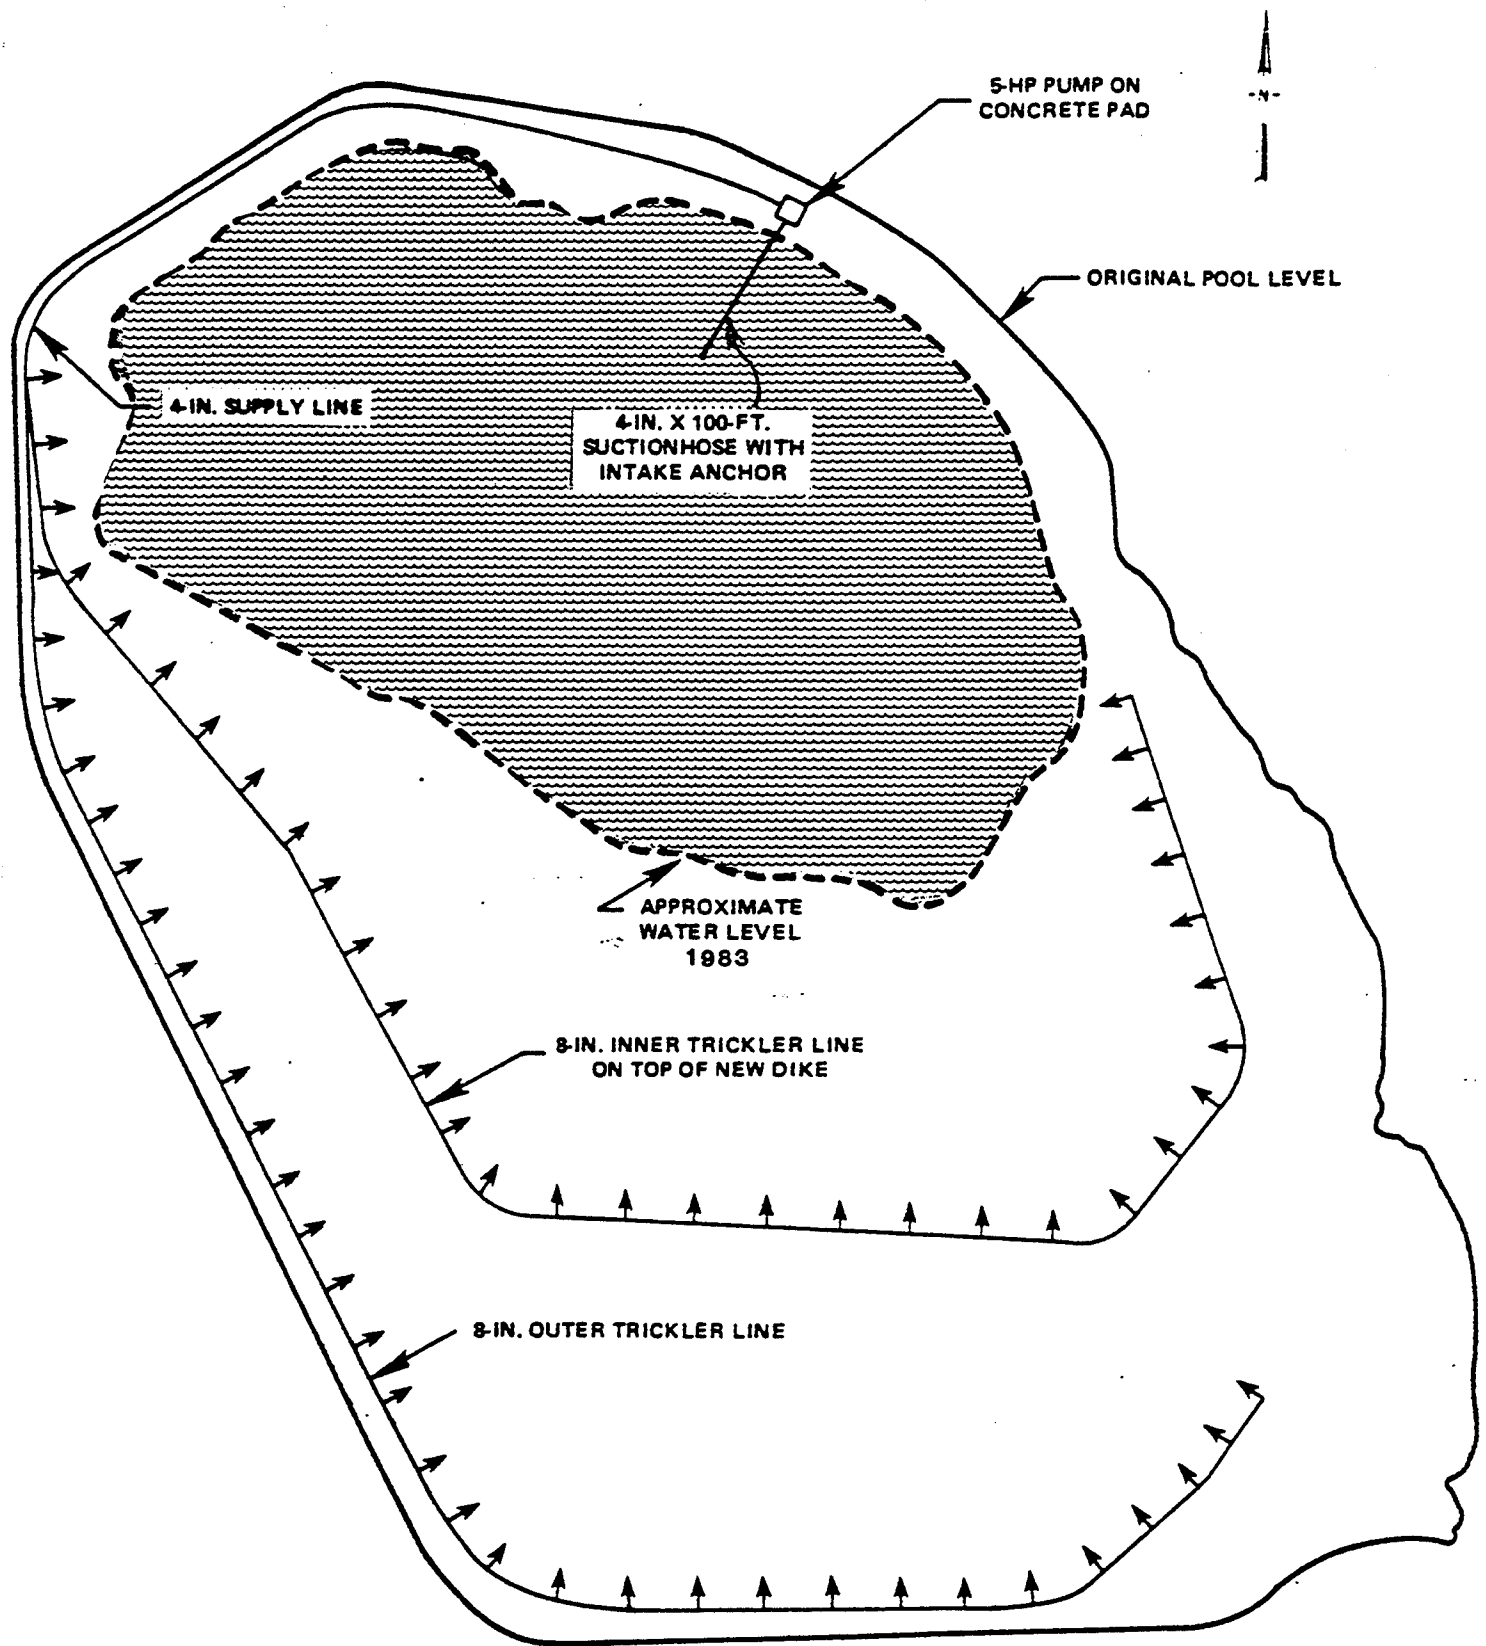 5-HP PUMP ON
CONCRETE PAD
-N-
ORIGINAL POOL LEVEL
4-IN. SUPPLY LINE
4-IN. X 100-FT.
SUCTIONHOSE WITH
INTAKE ANCHOR
APPROXIMATE
WATER LEVEL
1983
8-IN. INNER TRICKLER LINE
ON TOP OF NEW DIKE
8-IN. OUTER TRICKLER LINE